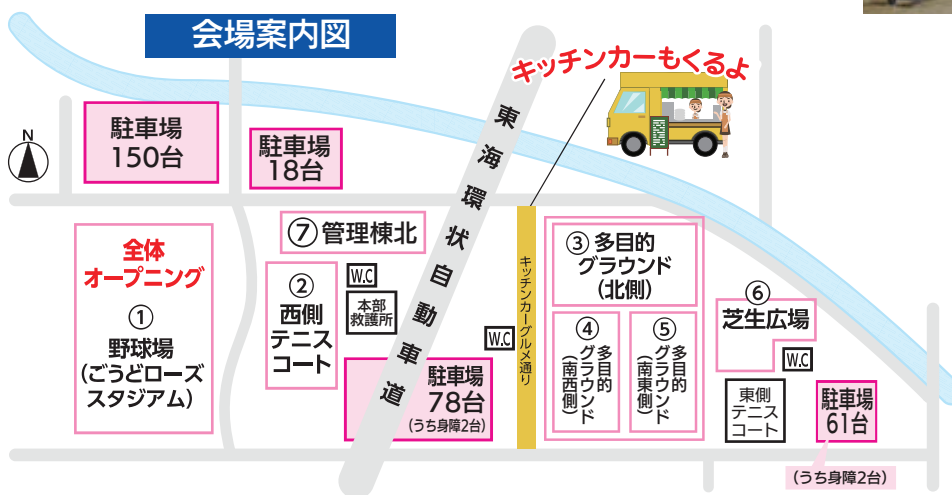 会場案内図
キッチンカーもくるよ
N
駐車場
150台
駐車場
18台
東海環状自動車道
全体
オープニング
①
野球場
(ごうどローズ
スタジアム)
⑦管理棟北
②
西側
テニス
コート
W.C
本部
救護所
駐車場
78台
(うち身障2台)
W.C
キッチンカーグルメ通り
③多目的
グラウンド
(北側)
④
多目的
グラウンド
(南西側)
⑤
多目的
グラウンド
(南東側)
⑥
芝生広場
W.C
東側
テニス
コート
駐車場
61台
(うち身障2台)